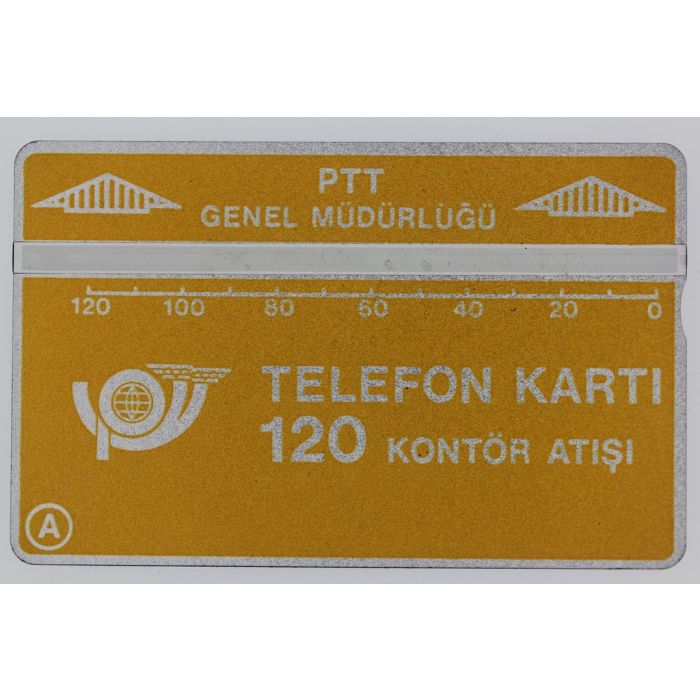 PTT
GENEL MÜDÜRLÜĞÜ
120 100 80 60 40 20 0
TELEFON KARTI
120 KONTÖR ATIŞI
A